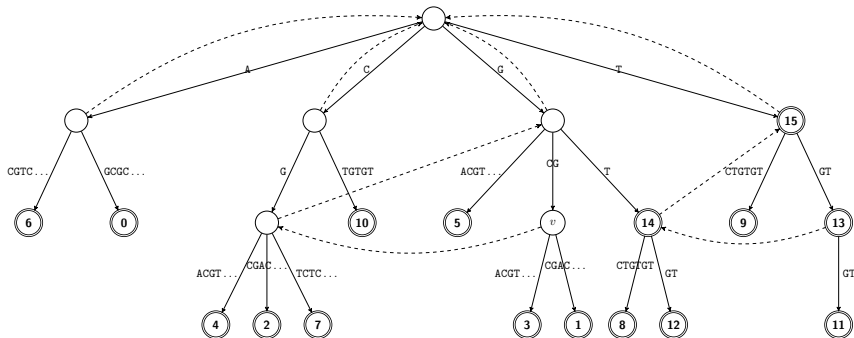 A C G T
15
CGTC... GCGC... G TGTGT ACGT... CG T CTGTGT GT
6 0 10 5 v 14 9 13
ACGT... CGAC... TCTC... ACGT... CGAC... CTGTGT GT GT
4 2 7 3 1 8 12 11